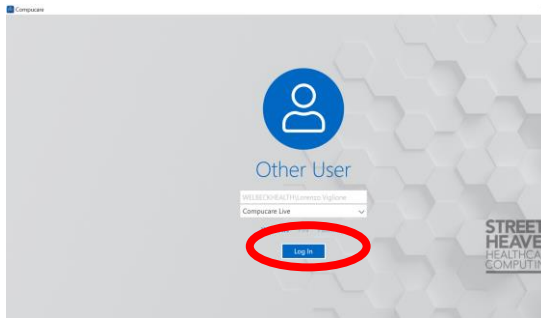 Compucare
Other User
WELBECKHEALTH\Lorenzo Viglione
Compucare Live
Log In
STREET
HEAVE
HEALTHCA
COMPUTIN